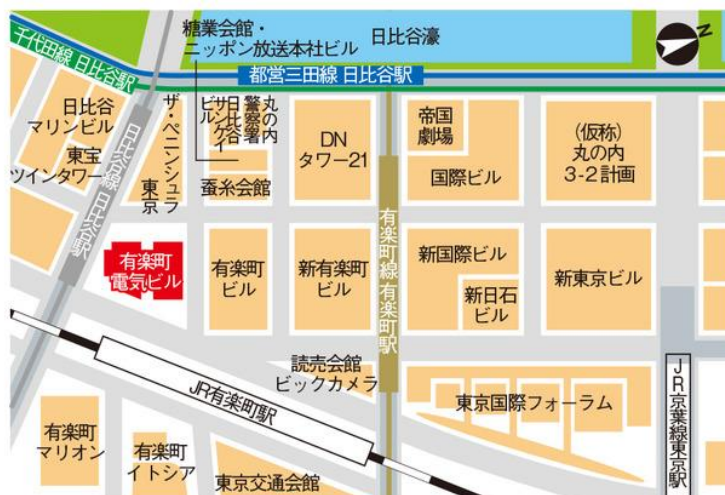 糖業会館・
ニッポン放送本社ビル
日比谷濠
N
千代田線 日比谷駅
都営三田線 日比谷駅
日比谷
マリンビル
東宝
ツインタワー
日比谷線 日比谷駅
ザ・ペニンシュラ
東京
日比谷
サンケイ
ビル
丸の内
警察署
蚕糸会館
DN
タワー21
帝国
劇場
国際ビル
(仮称)
丸の内
3-2計画
有楽町
電気ビル
有楽町
ビル
新有楽町
ビル
有楽町線 有楽町駅
新国際ビル
新日石
ビル
新東京ビル
読売会館
ビックカメラ
JR有楽町駅
東京国際フォーラム
JR京葉線東京駅
有楽町
マリオン
有楽町
イトシア
東京交通会館